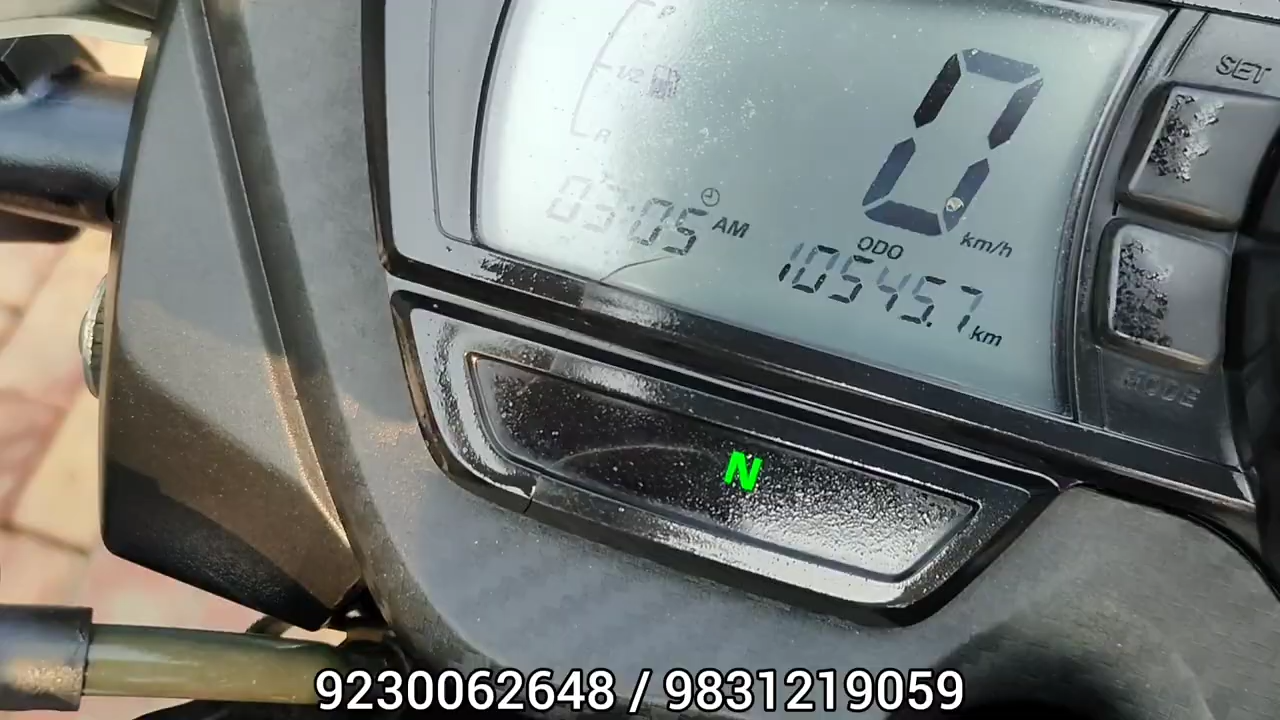 F
1/2
R
0
km/h
03:05 AM
ODO
10545.7 km
SET
MODE
N
9230062648 / 9831219059